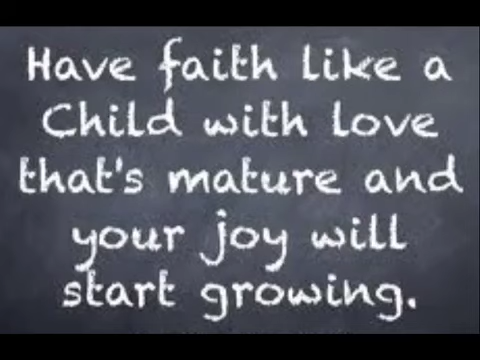 Have faith like a
Child with love
that's mature and
your joy will
start growing.